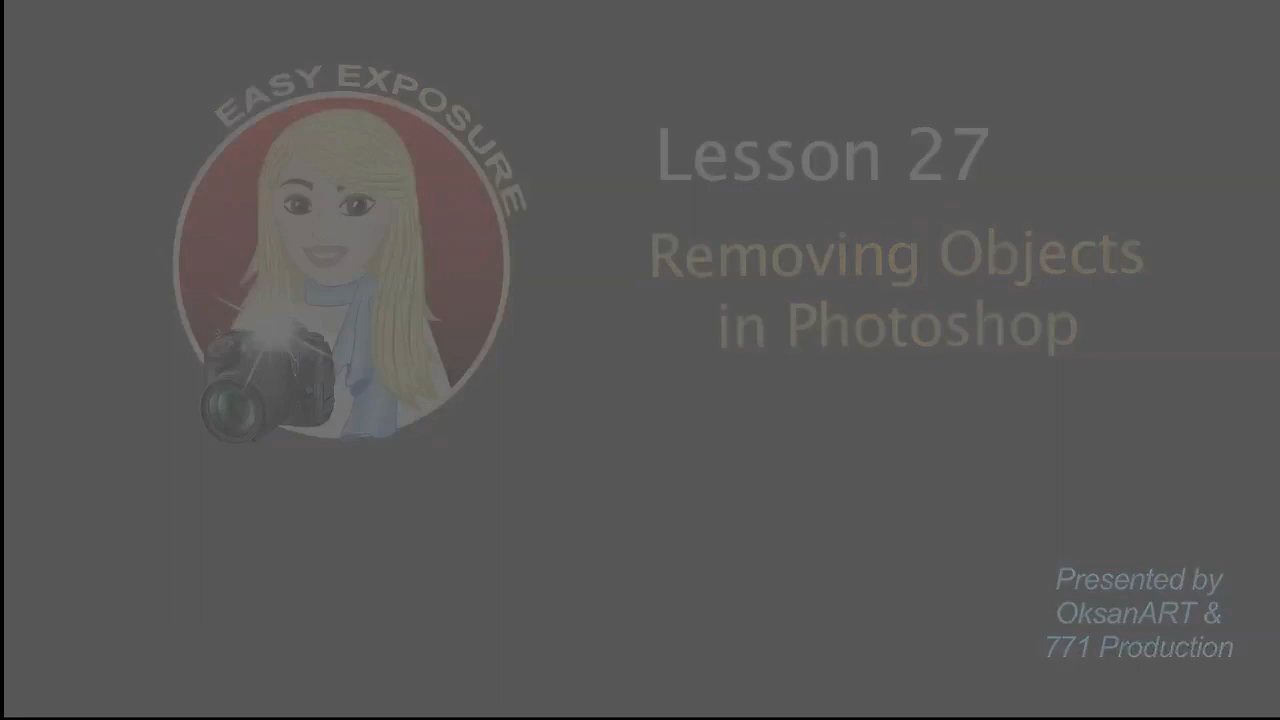 EASY EXPOSURE
Lesson 27
Removing Objects
in Photoshop
Presented by
OksanART &
771 Production